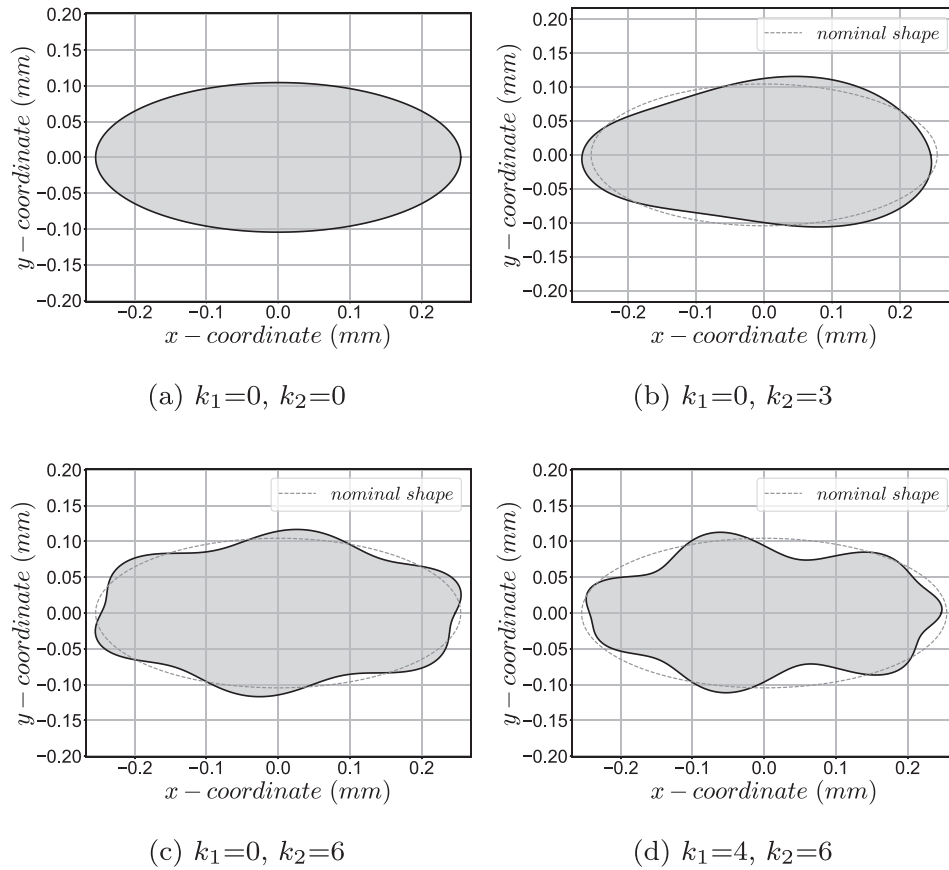 0.20
0.15
0.10
0.05
0.00
−0.05
−0.10
−0.15
−0.20
y − coordinate (mm)
−0.2 −0.1 0.0 0.1 0.2
x − coordinate (mm)
(a) k₁=0, k₂=0
nominal shape
0.20
0.15
0.10
0.05
0.00
−0.05
−0.10
−0.15
−0.20
y − coordinate (mm)
−0.2 −0.1 0.0 0.1 0.2
x − coordinate (mm)
(b) k₁=0, k₂=3
nominal shape
0.20
0.15
0.10
0.05
0.00
−0.05
−0.10
−0.15
−0.20
y − coordinate (mm)
−0.2 −0.1 0.0 0.1 0.2
x − coordinate (mm)
(c) k₁=0, k₂=6
nominal shape
0.20
0.15
0.10
0.05
0.00
−0.05
−0.10
−0.15
−0.20
y − coordinate (mm)
−0.2 −0.1 0.0 0.1 0.2
x − coordinate (mm)
(d) k₁=4, k₂=6